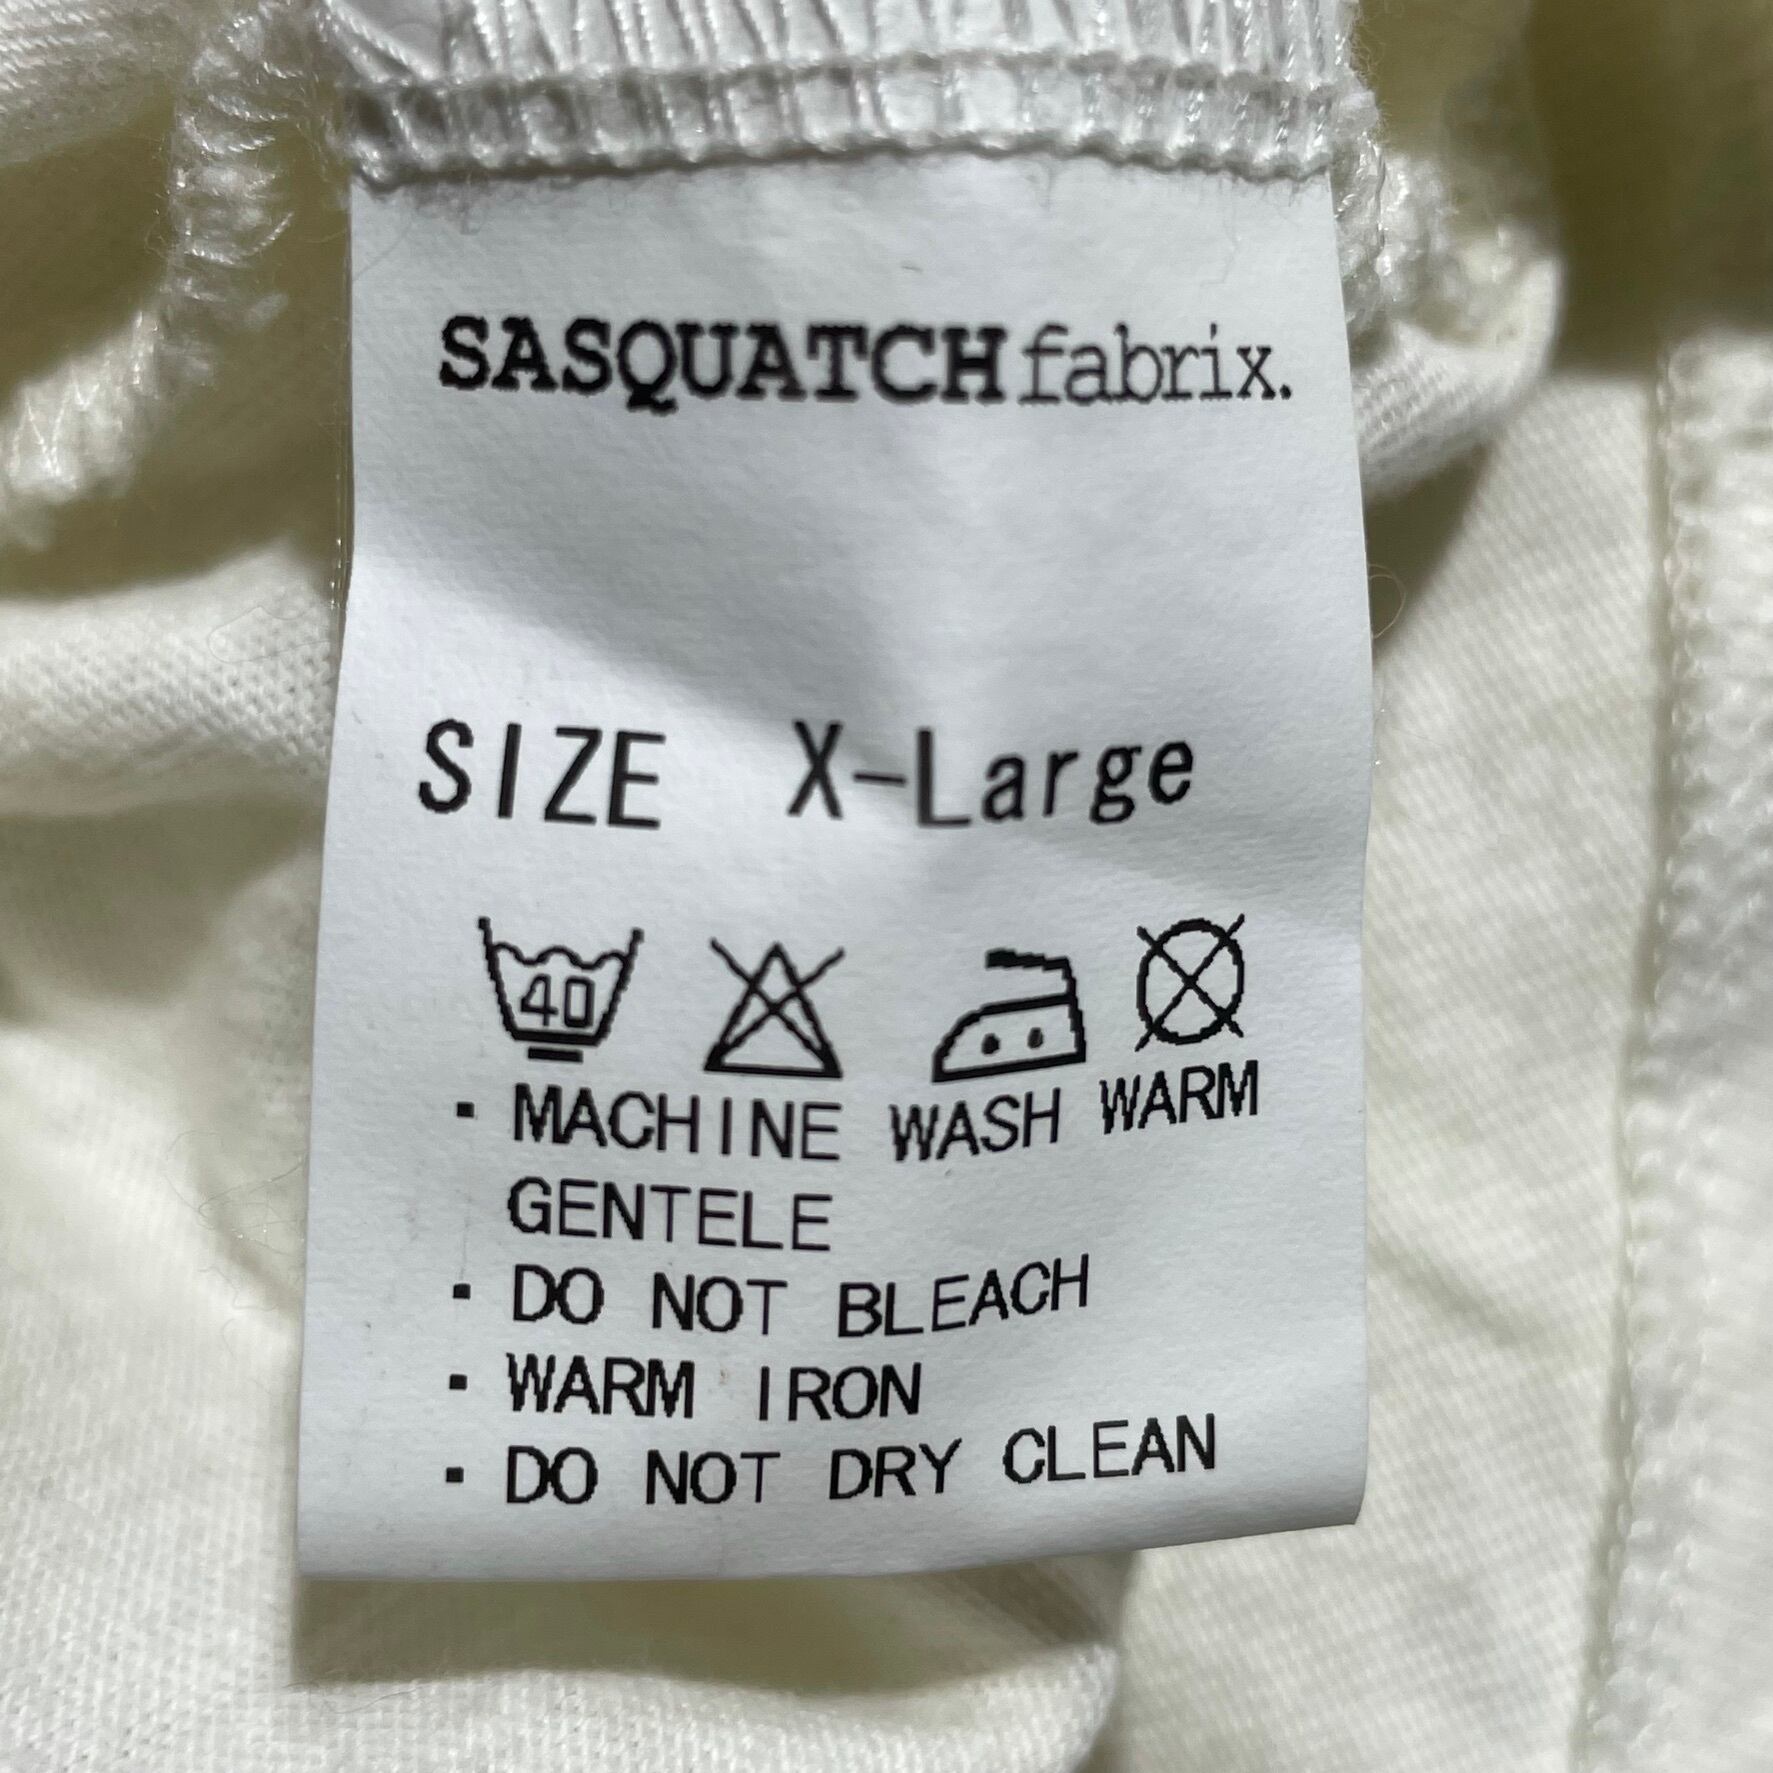 SASQUATCHfabrix.
SIZE X-Large
40
・MACHINE WASH WARM
GENTELE
・DO NOT BLEACH
・WARM IRON
・DO NOT DRY CLEAN